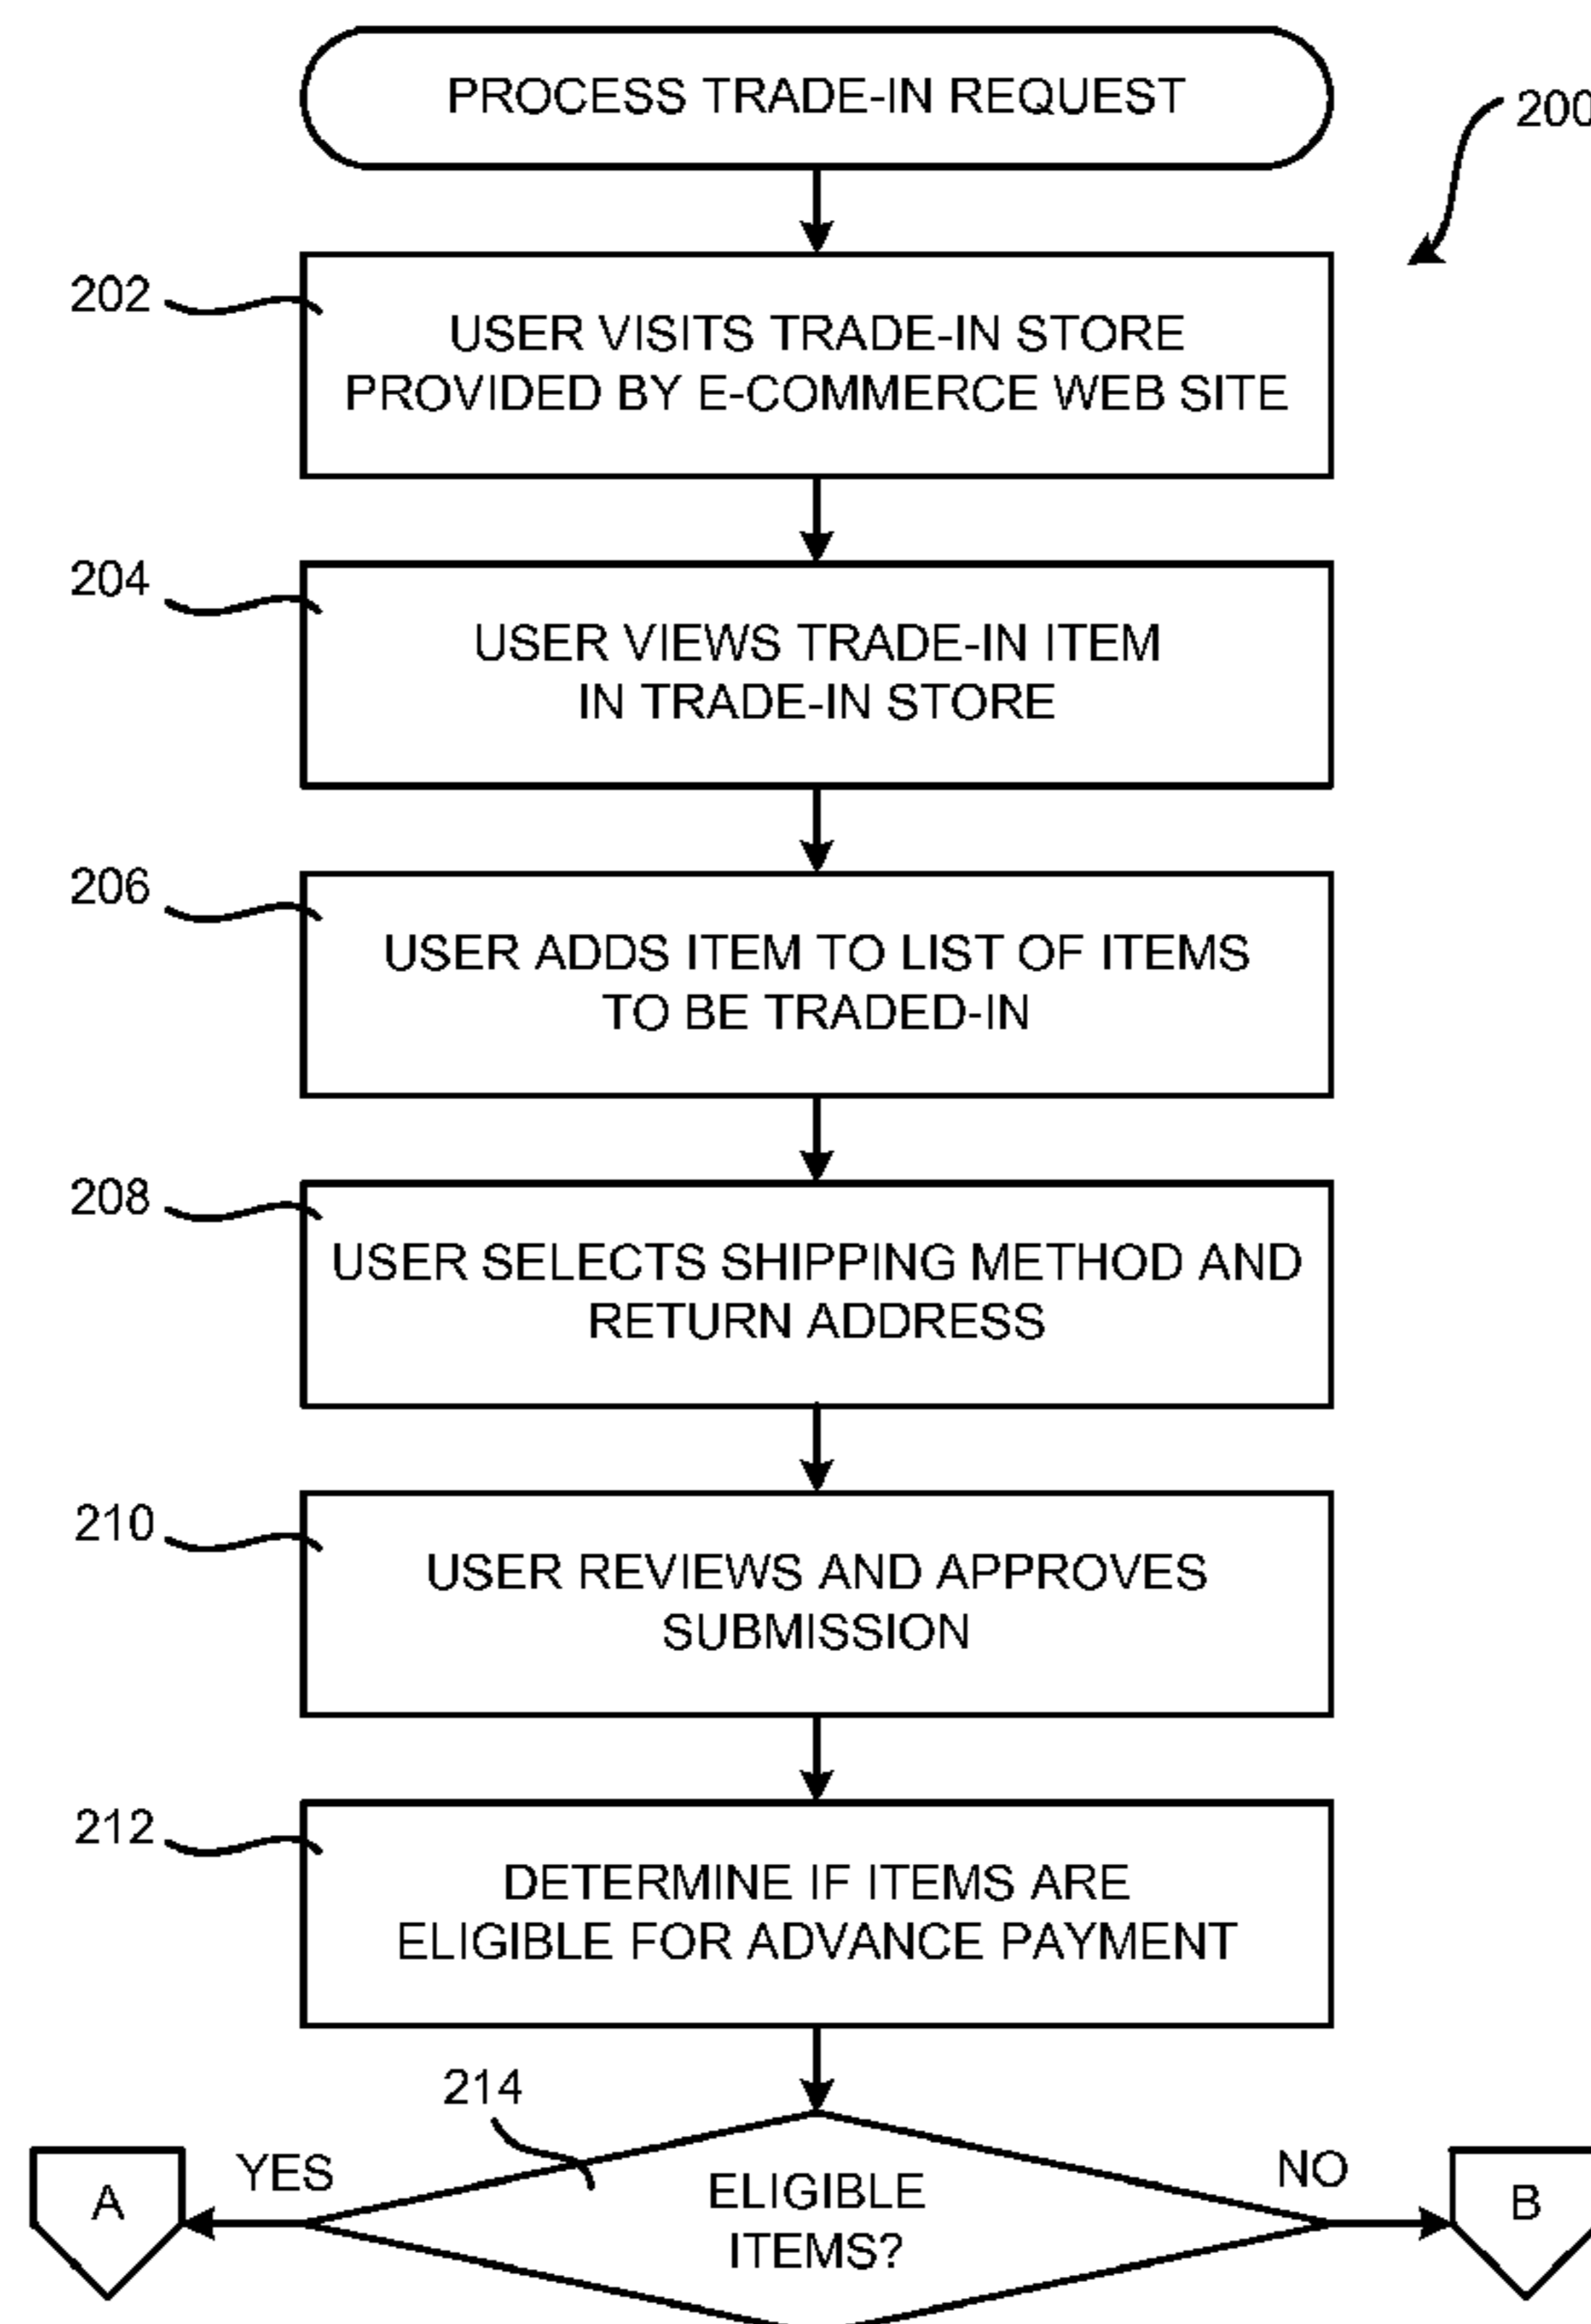 PROCESS TRADE-IN REQUEST
200
202
USER VISITS TRADE-IN STORE
PROVIDED BY E-COMMERCE WEB SITE
204
USER VIEWS TRADE-IN ITEM
IN TRADE-IN STORE
206
USER ADDS ITEM TO LIST OF ITEMS
TO BE TRADED-IN
208
USER SELECTS SHIPPING METHOD AND
RETURN ADDRESS
210
USER REVIEWS AND APPROVES
SUBMISSION
212
DETERMINE IF ITEMS ARE
ELIGIBLE FOR ADVANCE PAYMENT
214
A
YES
ELIGIBLE
ITEMS?
NO
B